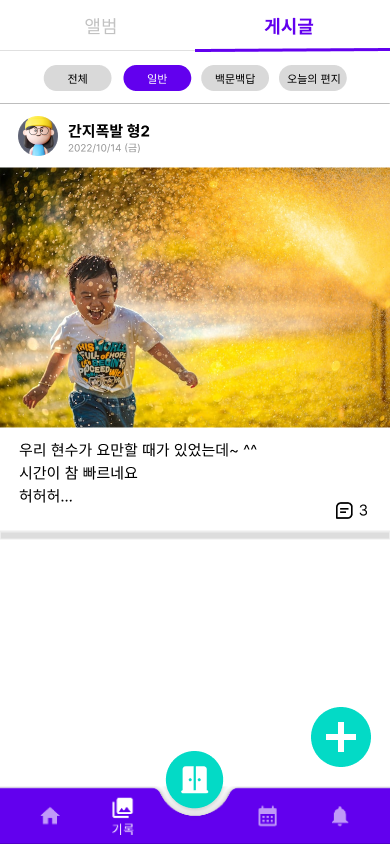 앨범
게시글
전체
일반
백문백답
오늘의 편지
간지폭발 형2
2022/10/14 (금)
우리 현수가 요만할 때가 있었는데~ ^^
시간이 참 빠르네요
허허허...
3
기록